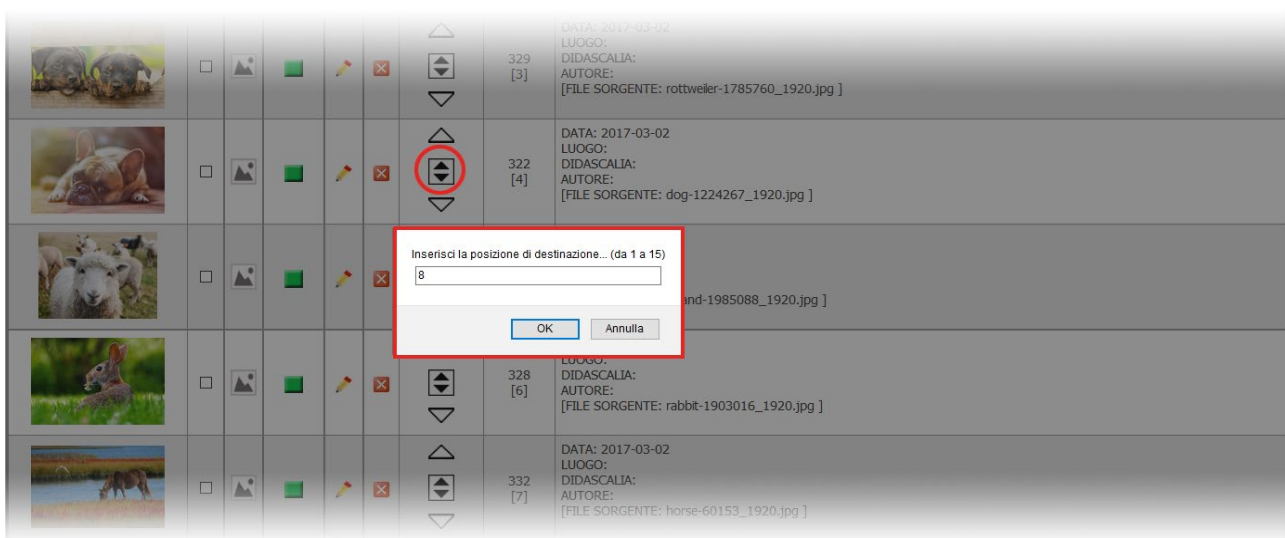 DATA: 2017-03-02
LUOGO:
329 DIDASCALIA:
[3] AUTORE:
[FILE SORGENTE: rottweiler-1785760_1920.jpg ]
DATA: 2017-03-02
LUOGO:
322 DIDASCALIA:
[4] AUTORE:
[FILE SORGENTE: dog-1224267_1920.jpg ]
Inserisci la posizione di destinazione... (da 1 a 15)
8
and-1985088_1920.jpg ]
OK Annulla
LUOGO:
328 DIDASCALIA:
[6] AUTORE:
[FILE SORGENTE: rabbit-1903016_1920.jpg ]
DATA: 2017-03-02
LUOGO:
332 DIDASCALIA:
[7] AUTORE:
[FILE SORGENTE: horse-60153_1920.jpg ]